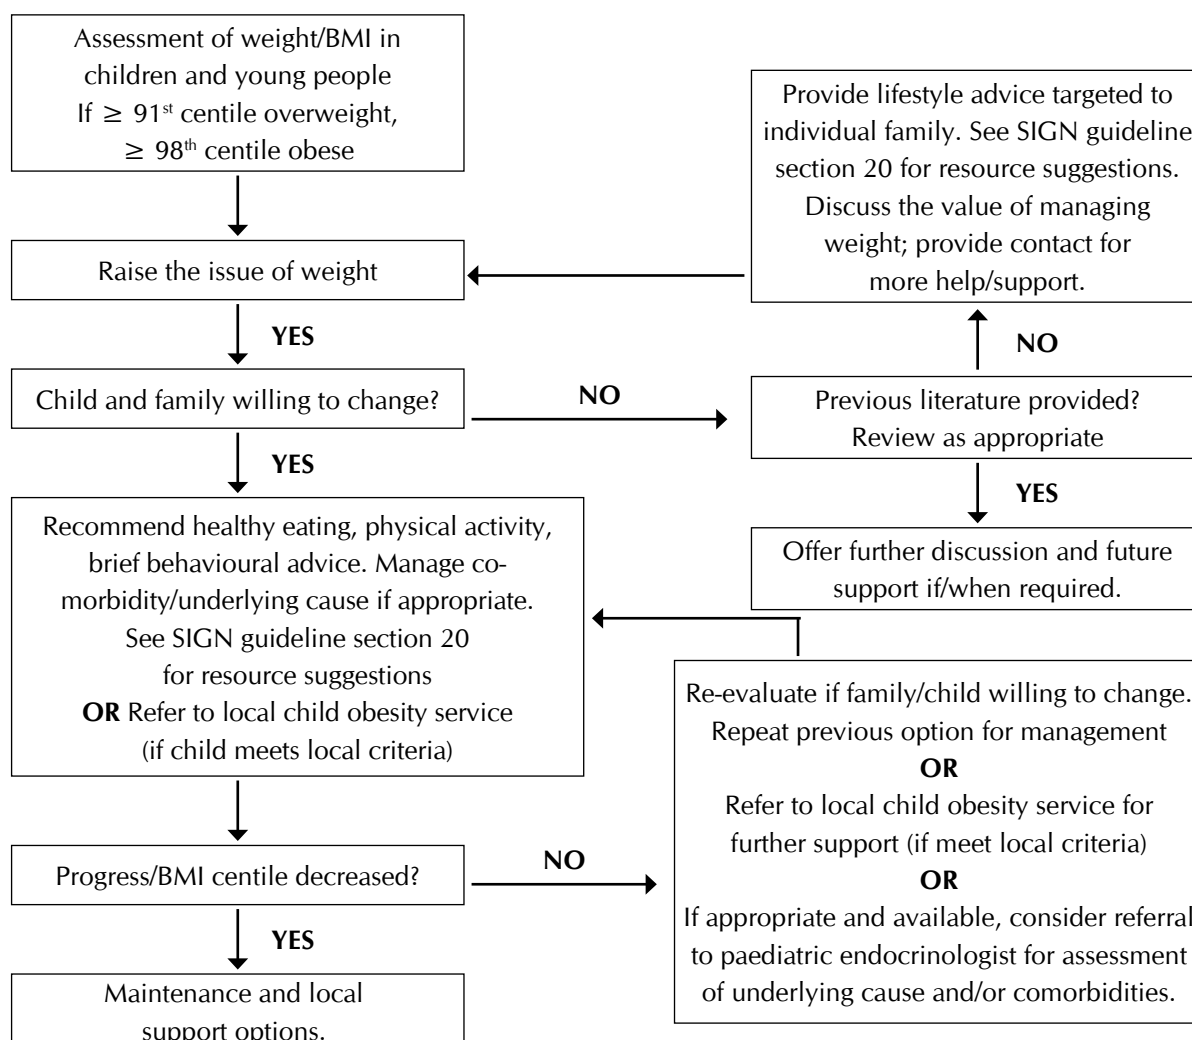 Assessment of weight/BMI in
children and young people
If ≥ 91st centile overweight,
≥ 98th centile obese
Raise the issue of weight
YES
Child and family willing to change?
NO
Previous literature provided?
Review as appropriate
NO
Provide lifestyle advice targeted to
individual family. See SIGN guideline
section 20 for resource suggestions.
Discuss the value of managing
weight; provide contact for
more help/support.
YES
Offer further discussion and future
support if/when required.
YES
Recommend healthy eating, physical activity,
brief behavioural advice. Manage co-
morbidity/underlying cause if appropriate.
See SIGN guideline section 20
for resource suggestions
OR Refer to local child obesity service
(if child meets local criteria)
Progress/BMI centile decreased?
NO
Re-evaluate if family/child willing to change.
Repeat previous option for management
OR
Refer to local child obesity service for
further support (if meet local criteria)
OR
If appropriate and available, consider referral
to paediatric endocrinologist for assessment
of underlying cause and/or comorbidities.
YES
Maintenance and local
support options.